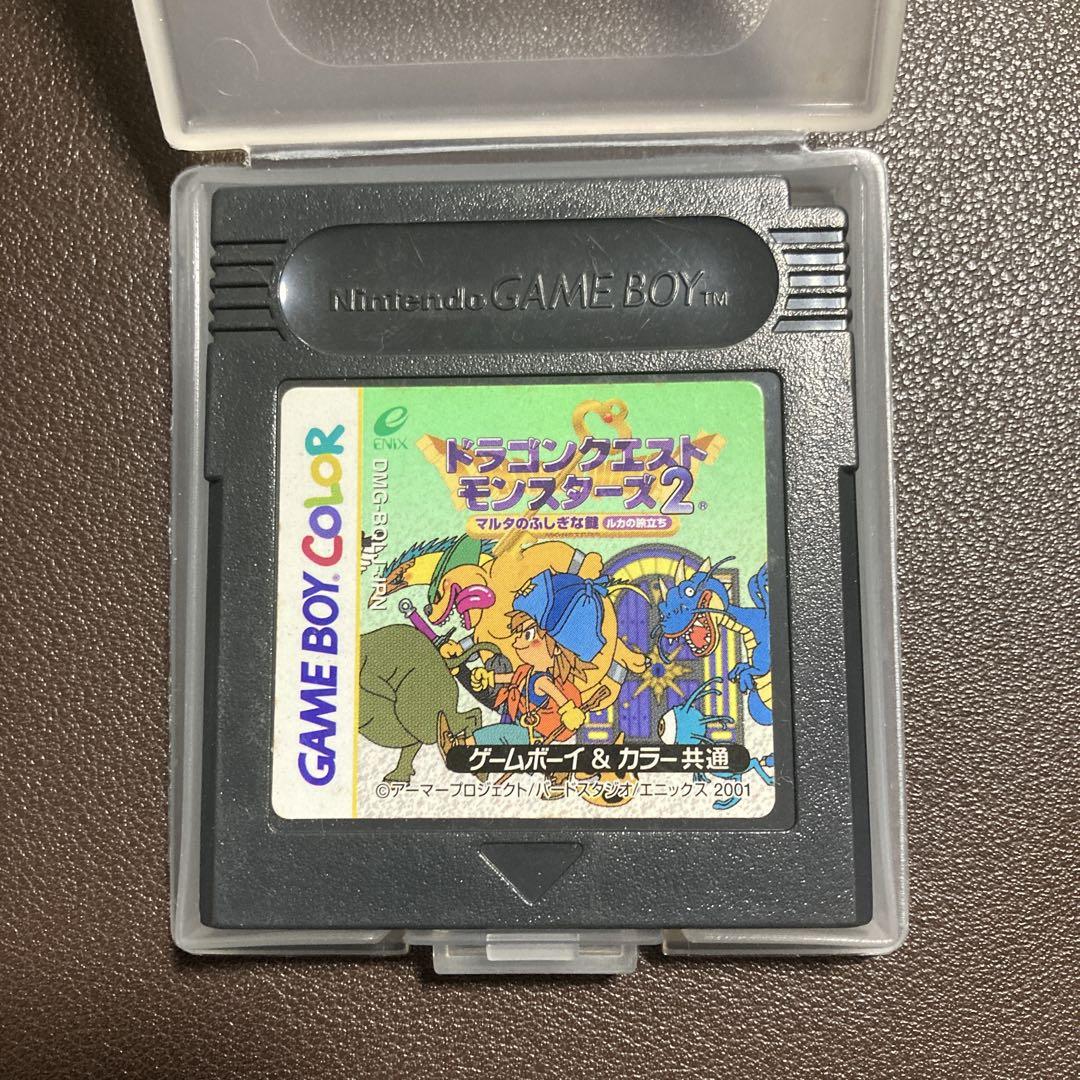 Nintendo GAME BOY TM
GAME BOY COLOR
e
ENIX
ドラゴンクエスト
モンスターズ2®
マルタのふしぎな鍵 ルカの旅立ち
ゲームボーイ & カラー共通
©アーマープロジェクト/バードスタジオ/エニックス 2001